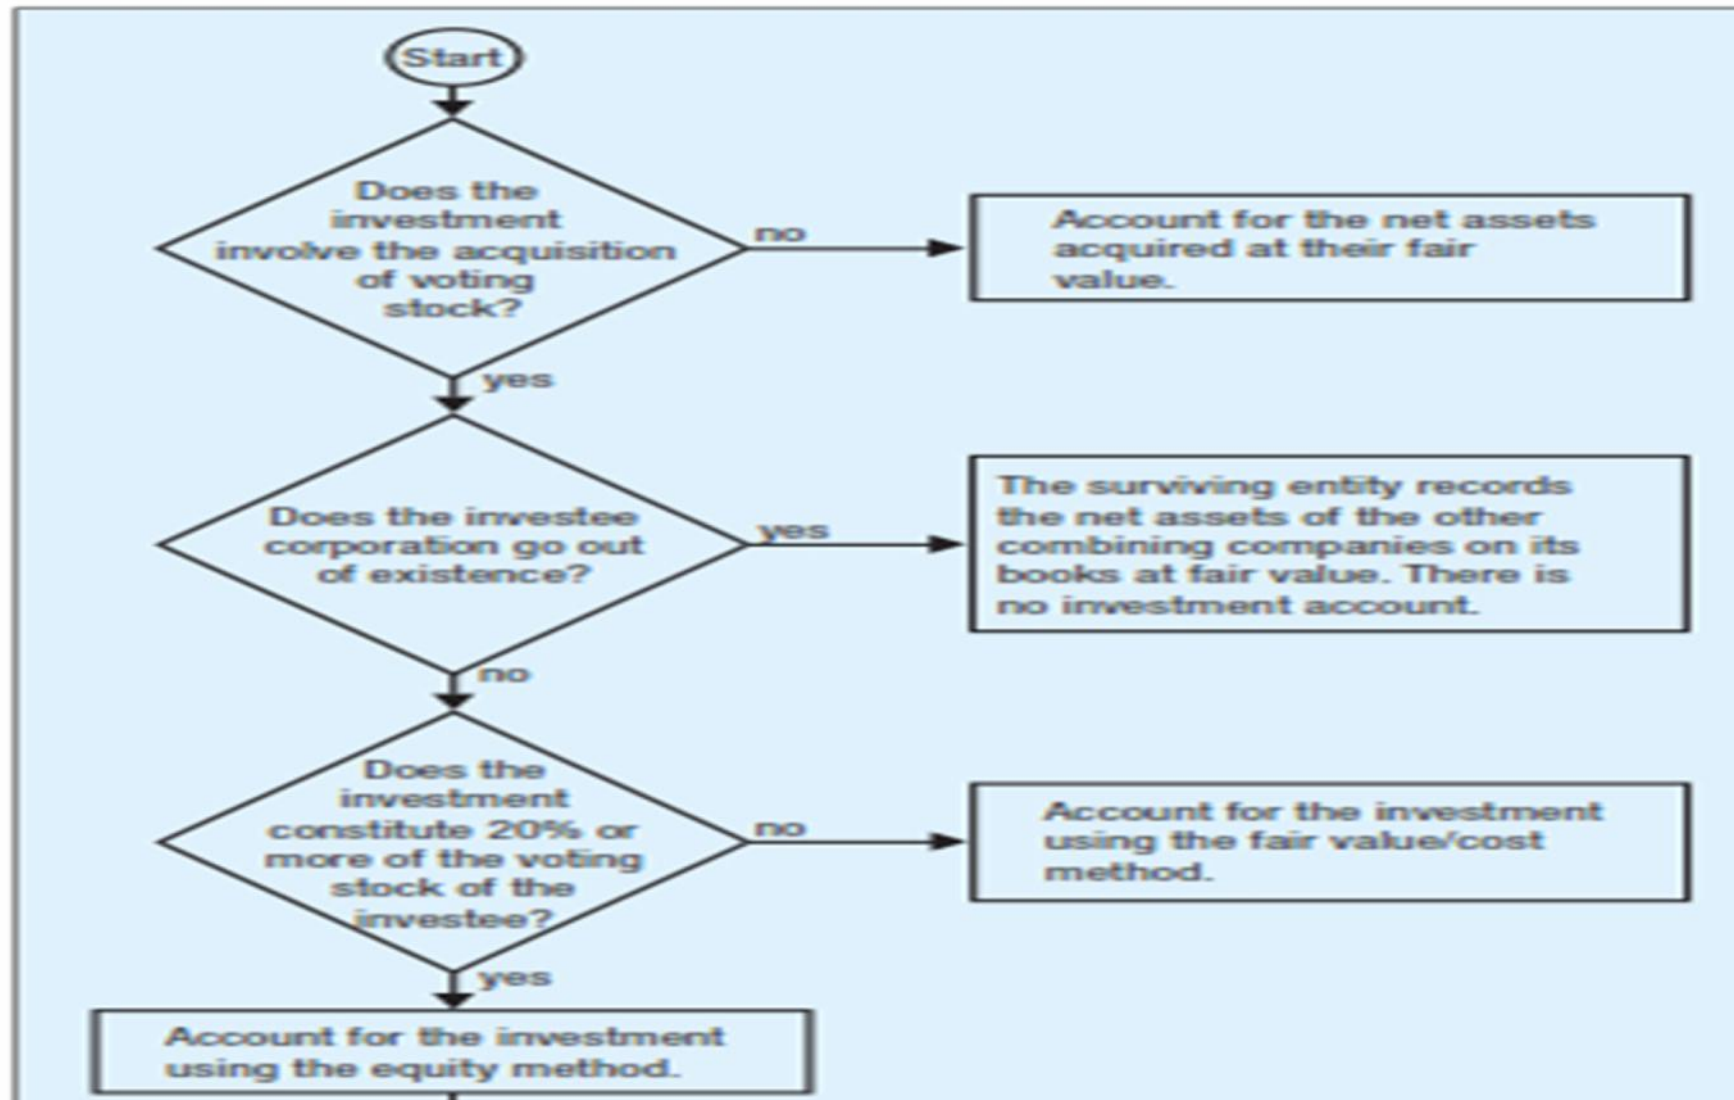 Start
Does the
investment
involve the acquisition
of voting
stock?
no
Account for the net assets
acquired at their fair
value.
yes
Does the investee
corporation go out
of existence?
yes
The surviving entity records
the net assets of the other
combining companies on its
books at fair value. There is
no investment account.
no
Does the
investment
constitute 20% or
more of the voting
stock of the
investee?
no
Account for the investment
using the fair value/cost
method.
yes
Account for the investment
using the equity method.